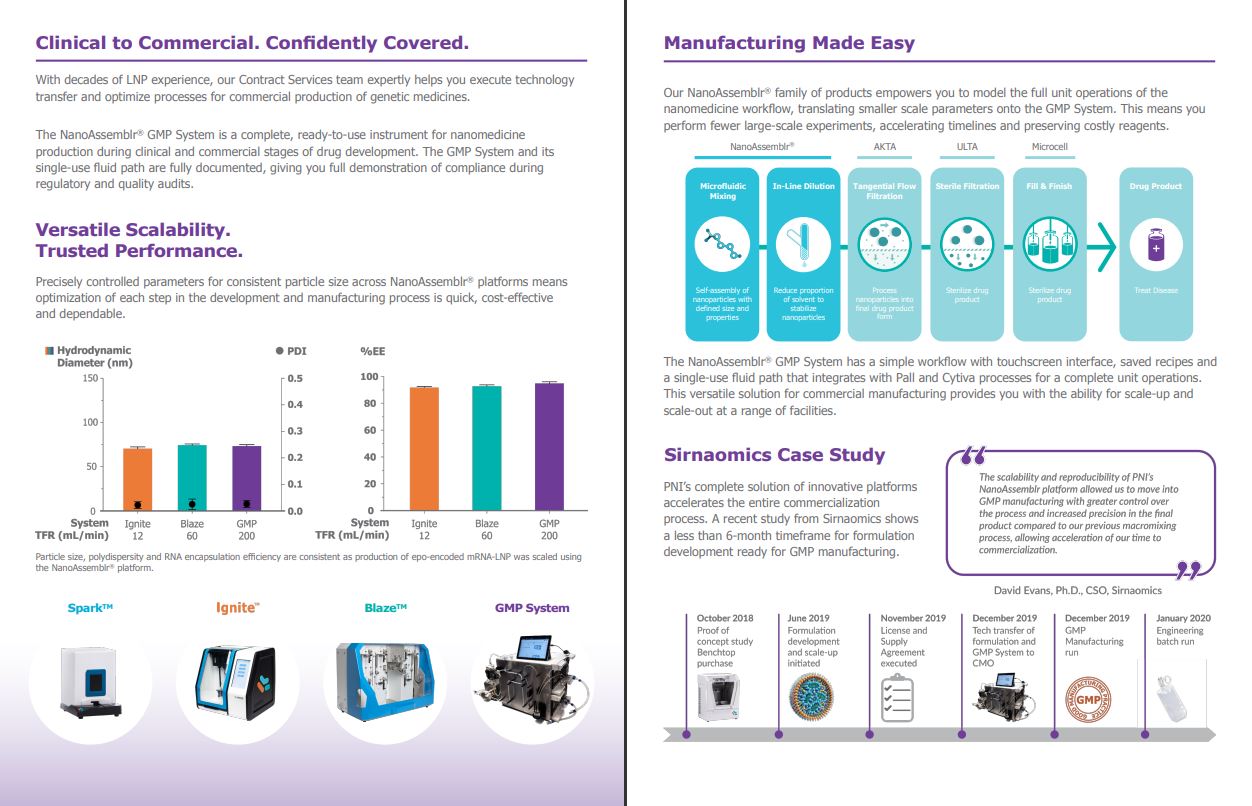 Clinical to Commercial. Confidently Covered.
With decades of LNP experience, our Contract Services team expertly helps you execute technology
transfer and optimize processes for commercial production of genetic medicines.
The NanoAssemblr® GMP System is a complete, ready-to-use instrument for nanomedicine
production during clinical and commercial stages of drug development. The GMP System and its
single-use fluid path are fully documented, giving you full demonstration of compliance during
regulatory and quality audits.
Versatile Scalability.
Trusted Performance.
Precisely controlled parameters for consistent particle size across NanoAssemblr® platforms means
optimization of each step in the development and manufacturing process is quick, cost-effective
and dependable.
Hydrodynamic
Diameter (nm)
PDI
150
100
50
0
0.5
0.4
0.3
0.2
0.1
0.0
System Ignite Blaze GMP
TFR (mL/min) 12 60 200
%EE
100
80
60
40
20
0
System Ignite Blaze GMP
TFR (mL/min) 12 60 200
Particle size, polydispersity and RNA encapsulation efficiency are consistent as production of epo-encoded mRNA-LNP was scaled using
the NanoAssemblr® platform.
Spark™ Ignite™ Blaze™ GMP System
Manufacturing Made Easy
Our NanoAssemblr® family of products empowers you to model the full unit operations of the
nanomedicine workflow, translating smaller scale parameters onto the GMP System. This means you
perform fewer large-scale experiments, accelerating timelines and preserving costly reagents.
NanoAssemblr® AKTA ULTA Microcell
Microfluidic
Mixing
Self-assembly of
nanoparticles with
defined size and
properties
In-Line Dilution
Reduce proportion
of solvent to
stabilize
nanoparticles
Tangential Flow
Filtration
Process
nanoparticles into
final drug product
form
Sterile Filtration
Sterilize drug
product
Fill & Finish
Sterilize drug
product
Drug Product
Treat Disease
The NanoAssemblr® GMP System has a simple workflow with touchscreen interface, saved recipes and
a single-use fluid path that integrates with Pall and Cytiva processes for a complete unit operations.
This versatile solution for commercial manufacturing provides you with the ability for scale-up and
scale-out at a range of facilities.
Sirnaomics Case Study
PNI's complete solution of innovative platforms
accelerates the entire commercialization
process. A recent study from Sirnaomics shows
a less than 6-month timeframe for formulation
development ready for GMP manufacturing.
“
The scalability and reproducibility of PNI's
NanoAssemblr platform allowed us to move into
GMP manufacturing with greater control over
the process and increased precision in the final
product compared to our previous macromixing
process, allowing acceleration of our time to
commercialization.
”
David Evans, Ph.D., CSO, Sirnaomics
October 2018
Proof of
concept study
Benchtop
purchase
June 2019
Formulation
development
and scale-up
initiated
November 2019
License and
Supply
Agreement
executed
December 2019
Tech transfer of
formulation and
GMP System to
CMO
December 2019
GMP
Manufacturing
run
GOOD MANUFACTURING PRACTICE
GMP
January 2020
Engineering
batch run